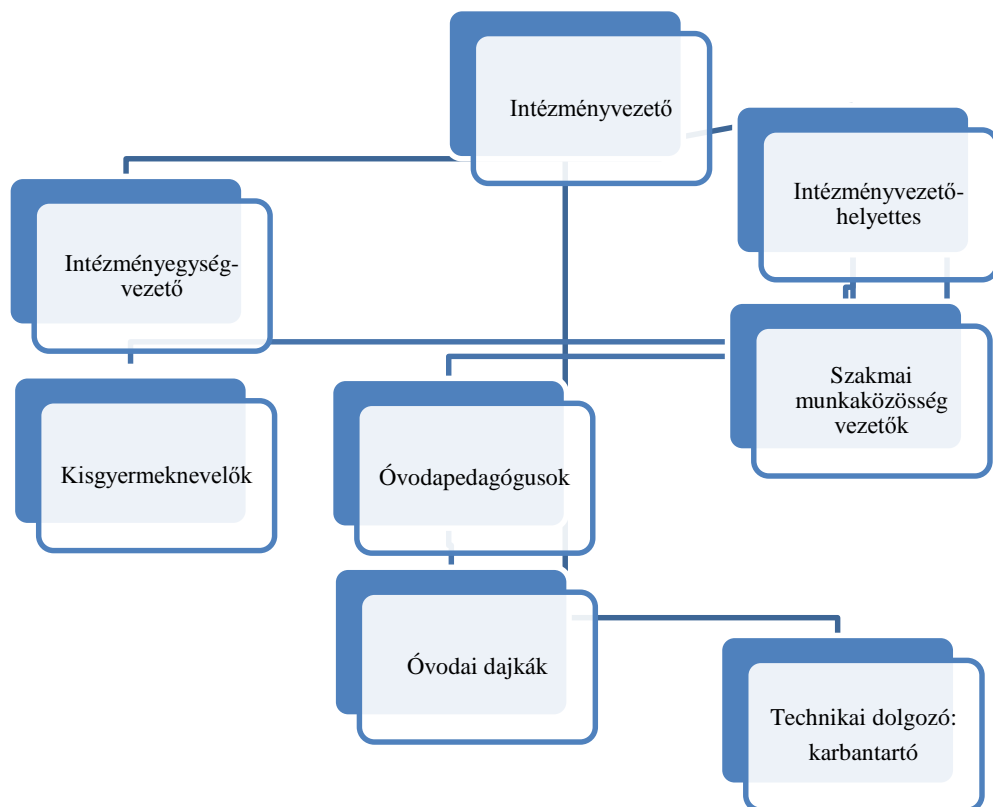 Intézményvezető
Intézményvezető-
helyettes
Intézményegység-
vezető
Szakmai
munkaközösség
vezetők
Kisgyermeknevelők
Óvodapedagógusok
Óvodai dajkák
Technikai dolgozó:
karbantartó